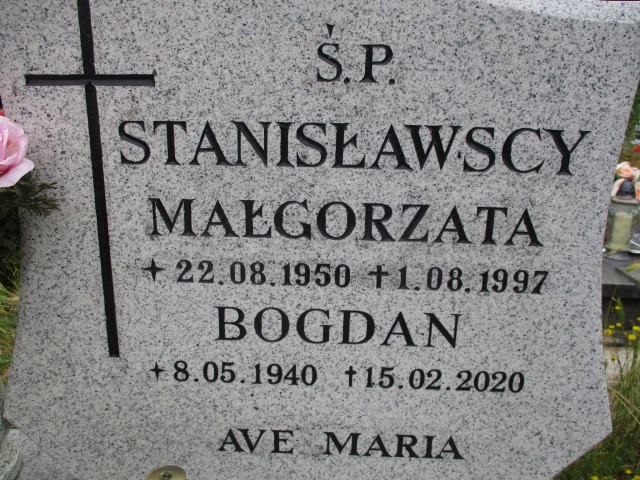 Ś.P.
STANISŁAWSCY
MAŁGORZATA
+ 22.08.1950 †1.08.1997
BOGDAN
+ 8.05.1940 †15.02.2020
AVE MARIA